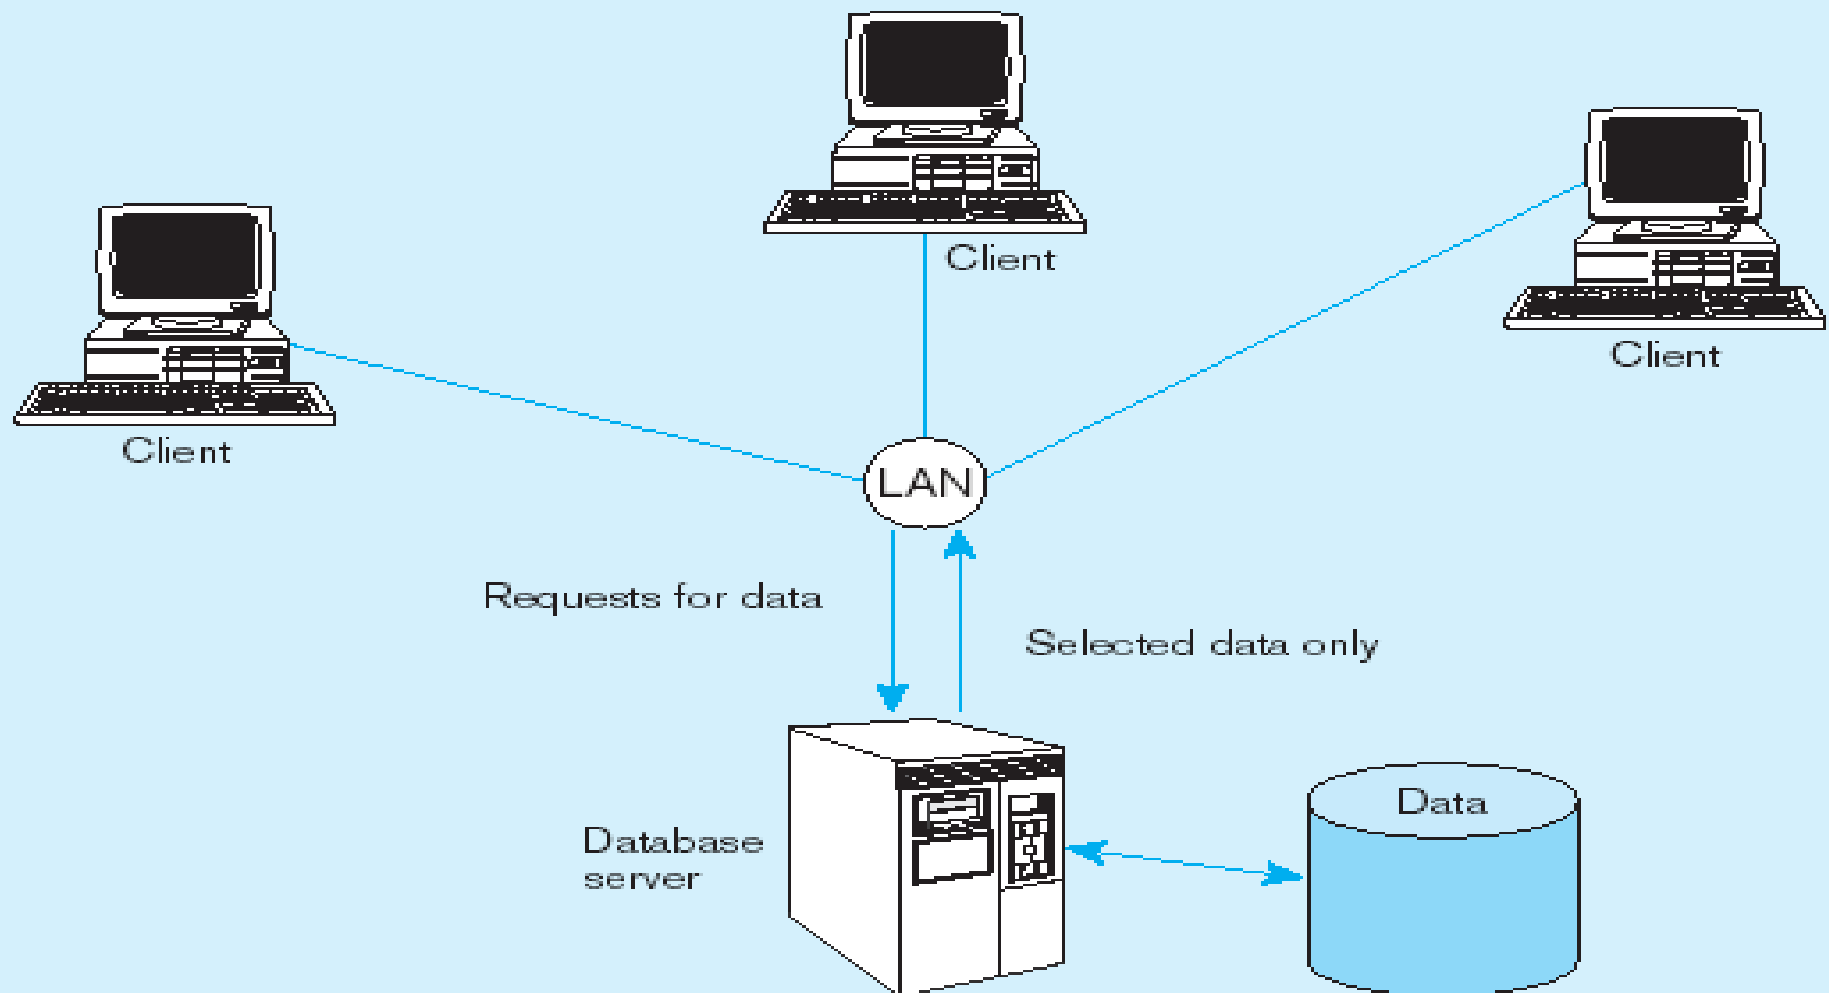 Client
Client
Client
LAN
Requests for data
Selected data only
Data
Database
server